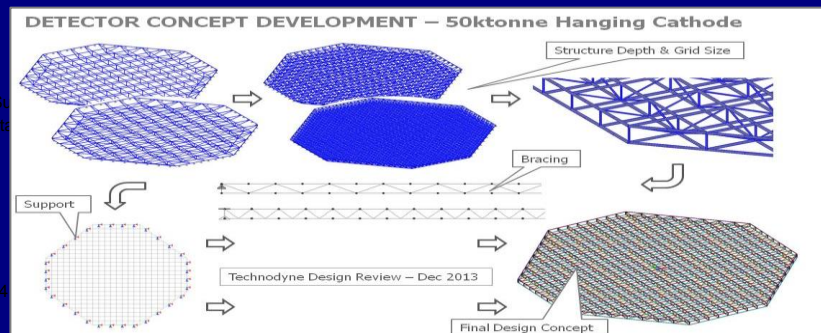 DETECTOR CONCEPT DEVELOPMENT – 50ktonne Hanging Cathode
Structure Depth & Grid Size
Bracing
Support
Technodyne Design Review – Dec 2013
Final Design Concept